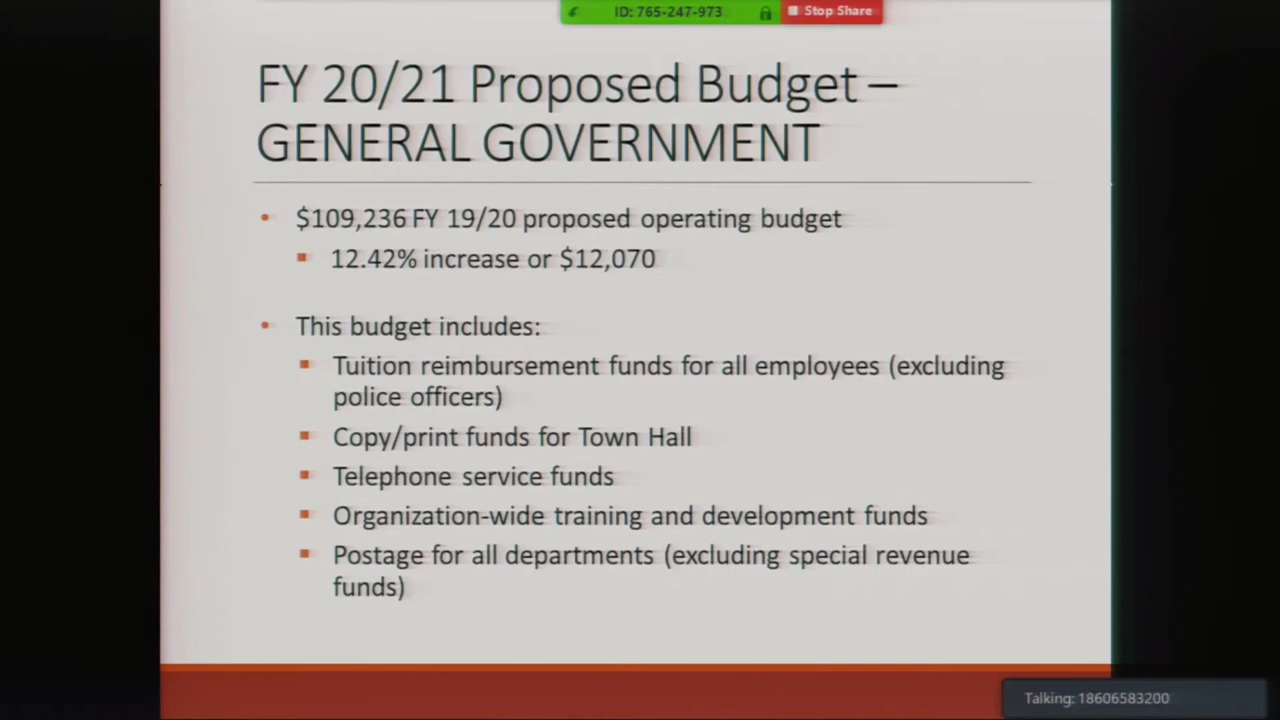 ID: 765-247-973
Stop Share
FY 20/21 Proposed Budget –
GENERAL GOVERNMENT
• $109,236 FY 19/20 proposed operating budget
▪ 12.42% increase or $12,070
• This budget includes:
▪ Tuition reimbursement funds for all employees (excluding
police officers)
▪ Copy/print funds for Town Hall
▪ Telephone service funds
▪ Organization-wide training and development funds
▪ Postage for all departments (excluding special revenue
funds)
Talking: 18606583200